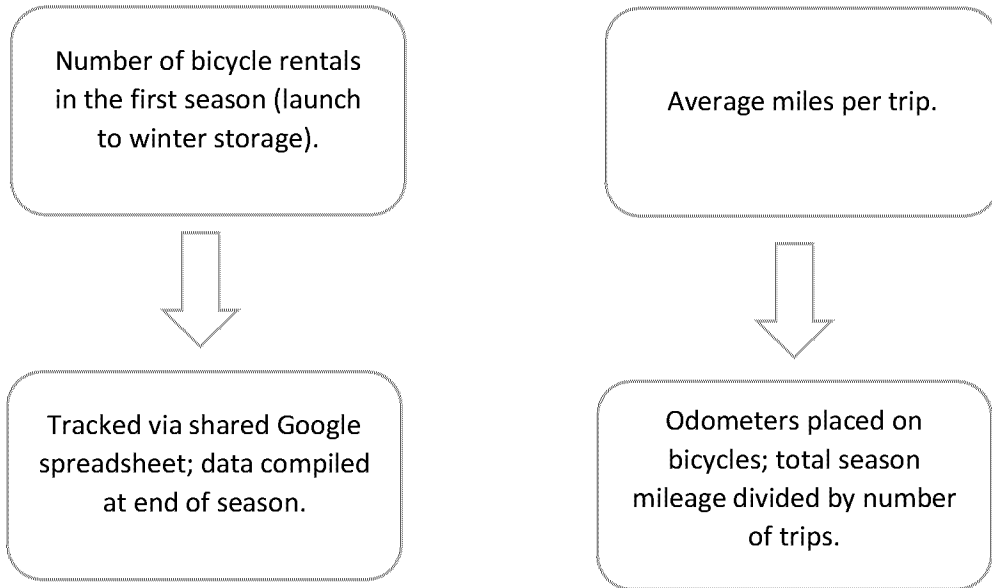 Number of bicycle rentals
in the first season (launch
to winter storage).
Average miles per trip.
Tracked via shared Google
spreadsheet; data compiled
at end of season.
Odometers placed on
bicycles; total season
mileage divided by number
of trips.